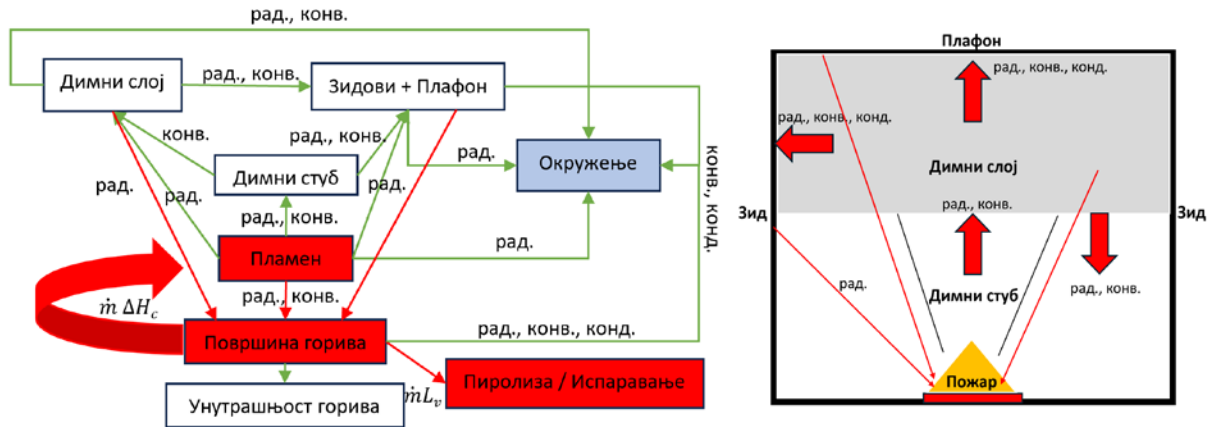 рад., конв.
Димни слој
рад., конв.
Зидови + Плафон
конв.
рад., конв.
рад.
Окружење
Димни стуб
рад.
рад.
рад.
конв., конд.
рад., конв.
Пламен
рад.
рад., конв.
ṁ ΔH_c
Површина горива
рад., конв., конд.
Пиролиза / Испаравање
ṁL_v
Унутрашњост горива
Плафон
рад., конв., конд.
рад., конв., конд.
Димни слој
рад., конв.
Зид
Зид
рад.
Димни стуб
рад., конв.
Пожар